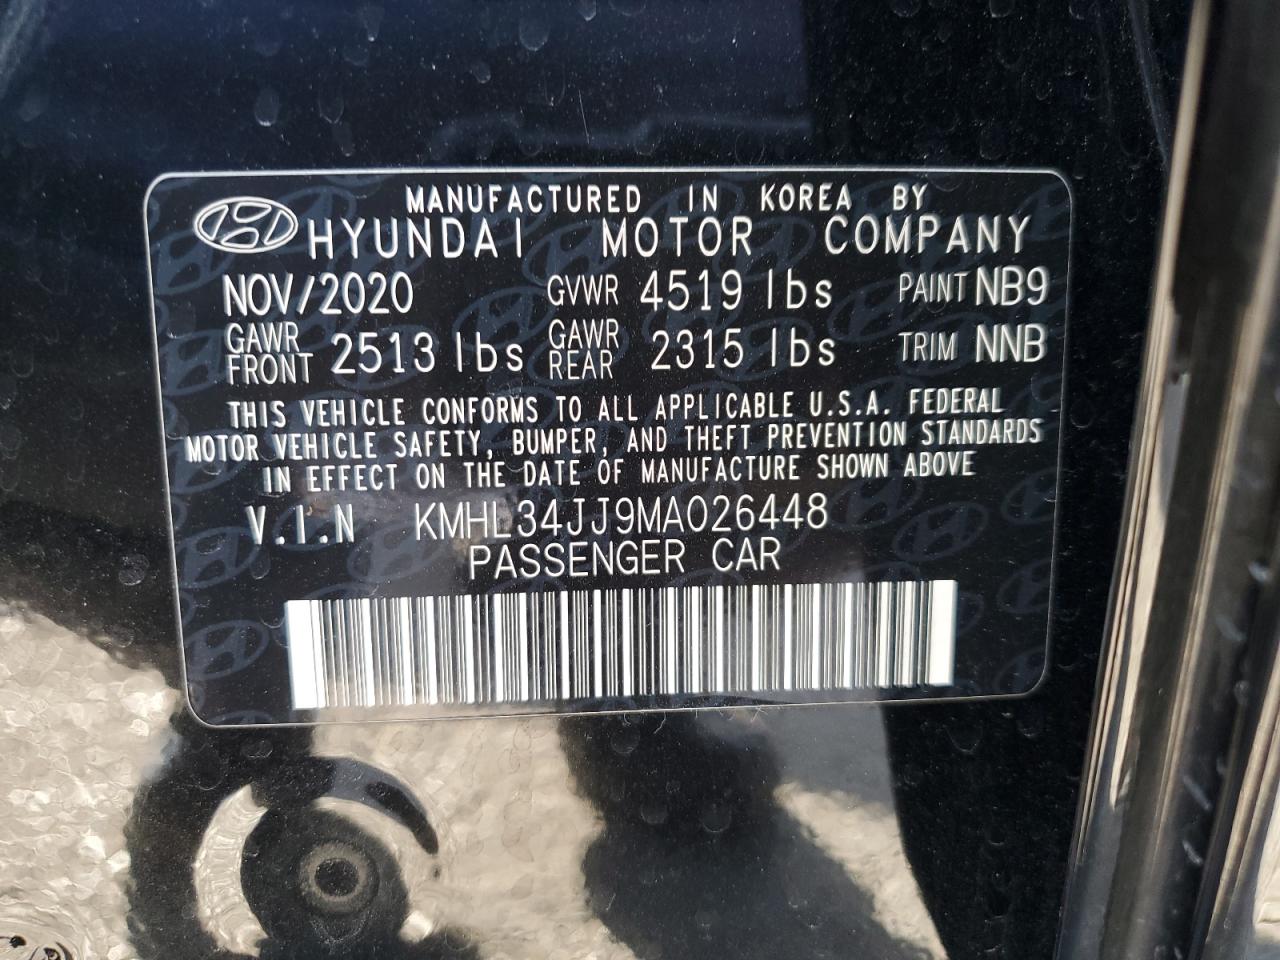 MANUFACTURED IN KOREA BY
HYUNDAI MOTOR COMPANY
NOV/2020 GVWR 4519 lbs PAINT NB9
GAWR FRONT 2513 lbs GAWR REAR 2315 lbs TRIM NNB
THIS VEHICLE CONFORMS TO ALL APPLICABLE U.S.A. FEDERAL
MOTOR VEHICLE SAFETY, BUMPER, AND THEFT PREVENTION STANDARDS
IN EFFECT ON THE DATE OF MANUFACTURE SHOWN ABOVE
V.I.N KMHL34JJ9MA026448
PASSENGER CAR